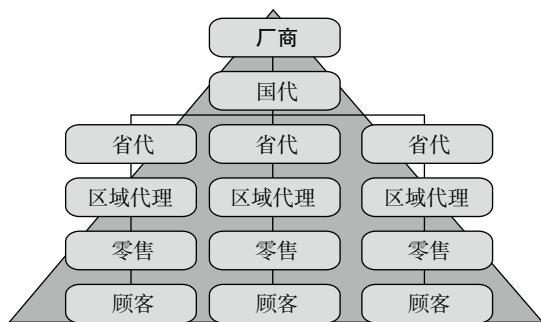 厂商
国代
省代 省代 省代
区域代理 区域代理 区域代理
零售 零售 零售
顾客 顾客 顾客